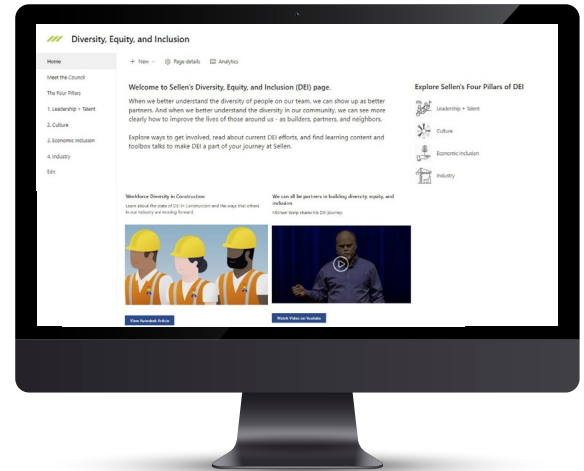 Diversity, Equity, and Inclusion
Home
Meet the Council
The Four Pillars
1. Leadership + Talent
2. Culture
3. Economic Inclusion
4. Industry
Edit
+ New
Page details
Analytics
Welcome to Sellen's Diversity, Equity, and Inclusion (DEI) page.
When we better understand the diversity of people on our team, we can show up as better
partners. And when we better understand the diversity in our community, we can see more
clearly how to improve the lives of those around us - as builders, partners, and neighbors.
Explore ways to get involved, read about current DEI efforts, and find learning content and
toolbox talks to make DEI a part of your journey at Sellen.
Explore Sellen's Four Pillars of DEI
Leadership + Talent
Culture
Economic Inclusion
Industry
Workforce Diversity in Construction
Learn about the state of DEI in Construction and the ways that others
in our industry are moving forward.
We can all be partners in building diversity, equity, and
inclusion
Michael Welp shares his DEI journey.
View Autodesk Article
Watch Video on Youtube